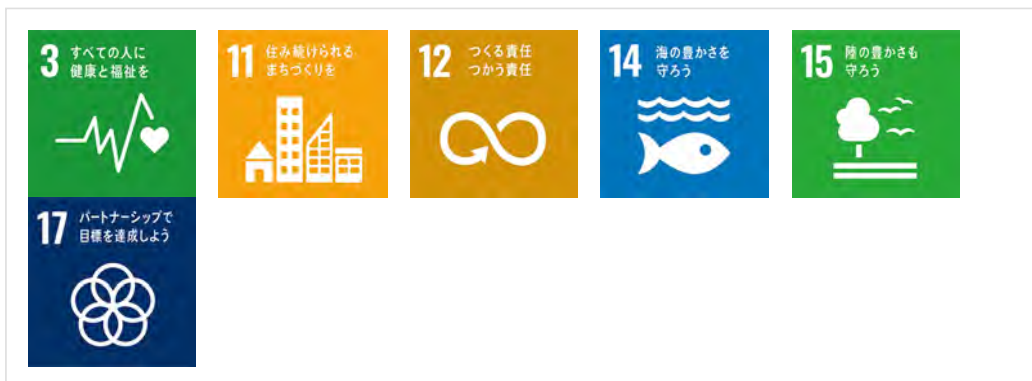 3 すべての人に
健康と福祉を
11 住み続けられる
まちづくりを
12 つくる責任
つかう責任
14 海の豊かさを
守ろう
15 陸の豊かさも
守ろう
17 パートナーシップで
目標を達成しよう